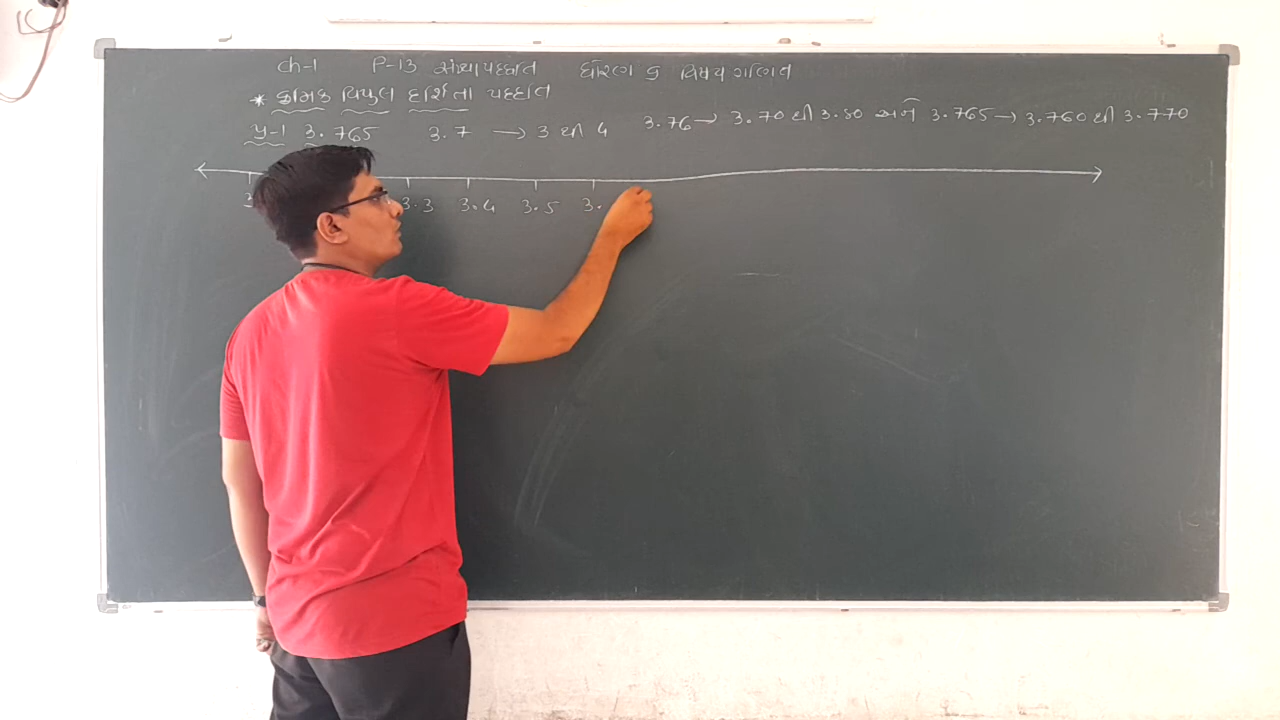 ch-1 P-13 સંખ્યા પદ્ધતિ ધોરણ 9 વિષય ગણિત
* ક્રમિક વિપુલ દર્શિતા પદ્ધતિ
પ્ર-1 3.765 3.7 → 3 થી 4 3.76 → 3.70 થી 3.80 અને 3.765 → 3.760 થી 3.770
3 3.3 3.4 3.5 3.